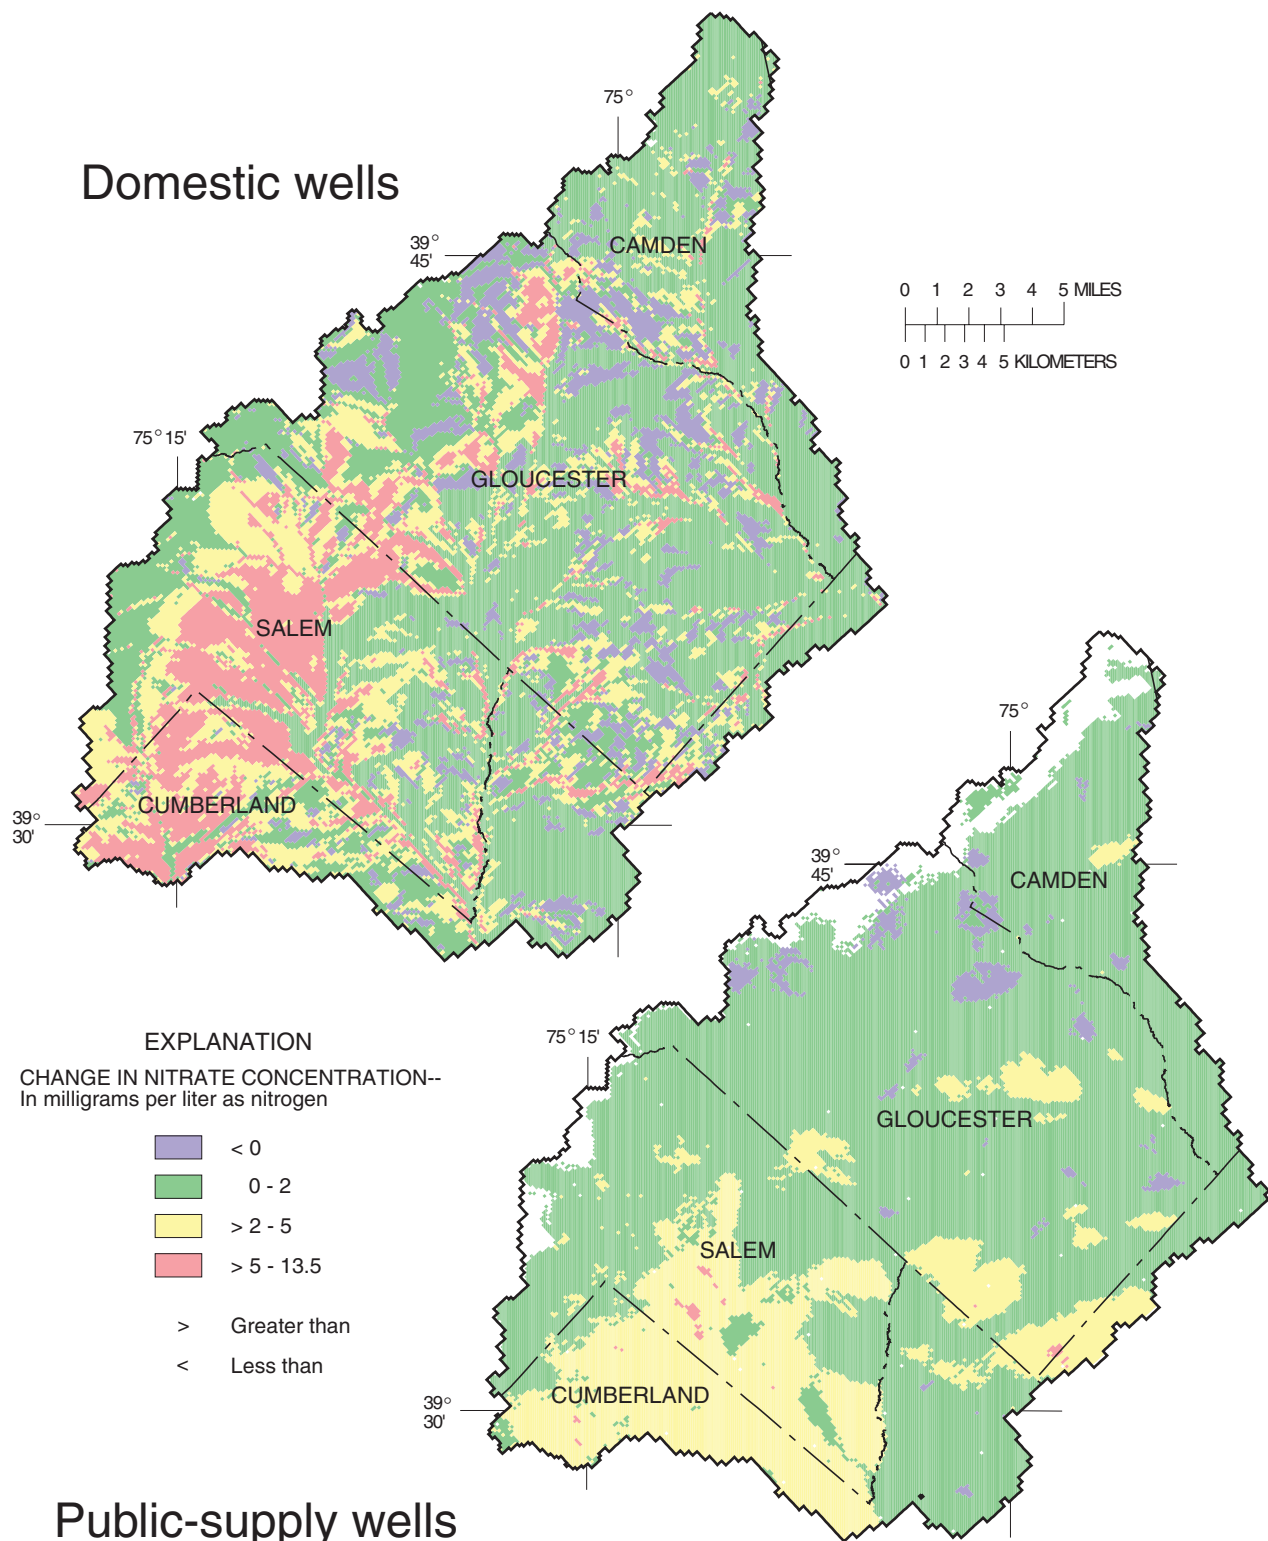 Domestic wells
75°
39°
45'
CAMDEN
0 1 2 3 4 5 MILES
0 1 2 3 4 5 KILOMETERS
75° 15'
GLOUCESTER
SALEM
CUMBERLAND
39°
30'
75°
39°
45'
CAMDEN
75° 15'
GLOUCESTER
SALEM
CUMBERLAND
39°
30'
EXPLANATION
CHANGE IN NITRATE CONCENTRATION--
In milligrams per liter as nitrogen
< 0
0 - 2
> 2 - 5
> 5 - 13.5
> Greater than
< Less than
Public-supply wells